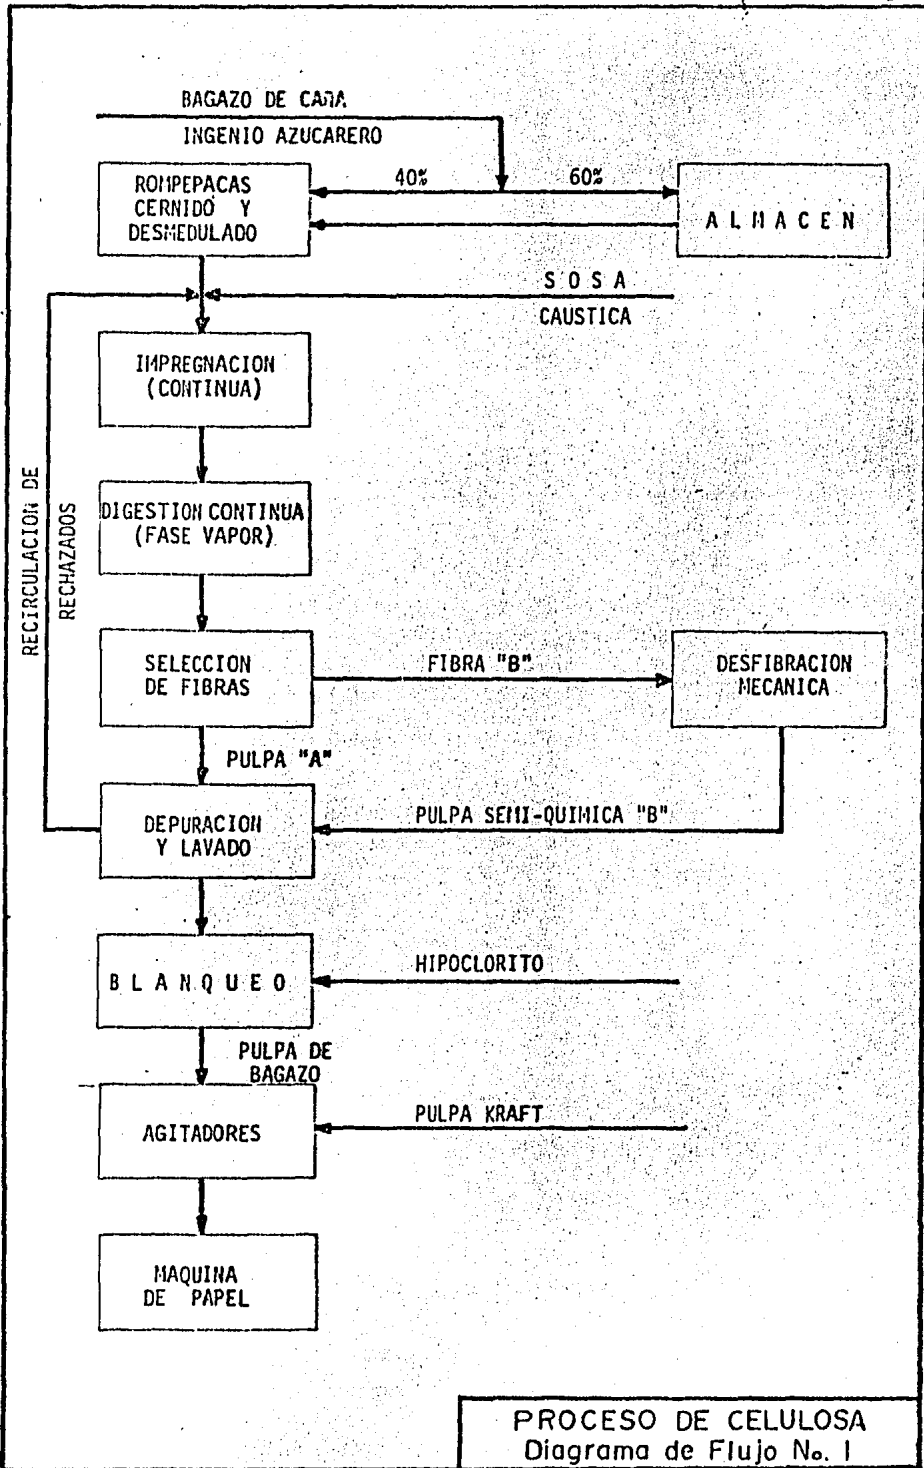 BAGAZO DE CAÑA
INGENIO AZUCARERO
ROMPEPACAS
CERNIDO Y
DESMEDULADO
40%
60%
ALMACEN
SOSA
CAUSTICA
IMPREGNACION
(CONTINUA)
DIGESTION CONTINUA
(FASE VAPOR)
RECIRCULACION DE
RECHAZADOS
SELECCION
DE FIBRAS
FIBRA "B"
DESFIBRACION
MECANICA
PULPA "A"
DEPURACION
Y LAVADO
PULPA SEMI-QUIMICA "B"
BLANQUEO
HIPOCLORITO
PULPA DE
BAGAZO
AGITADORES
PULPA KRAFT
MAQUINA
DE PAPEL
PROCESO DE CELULOSA
Diagrama de Flujo No. 1